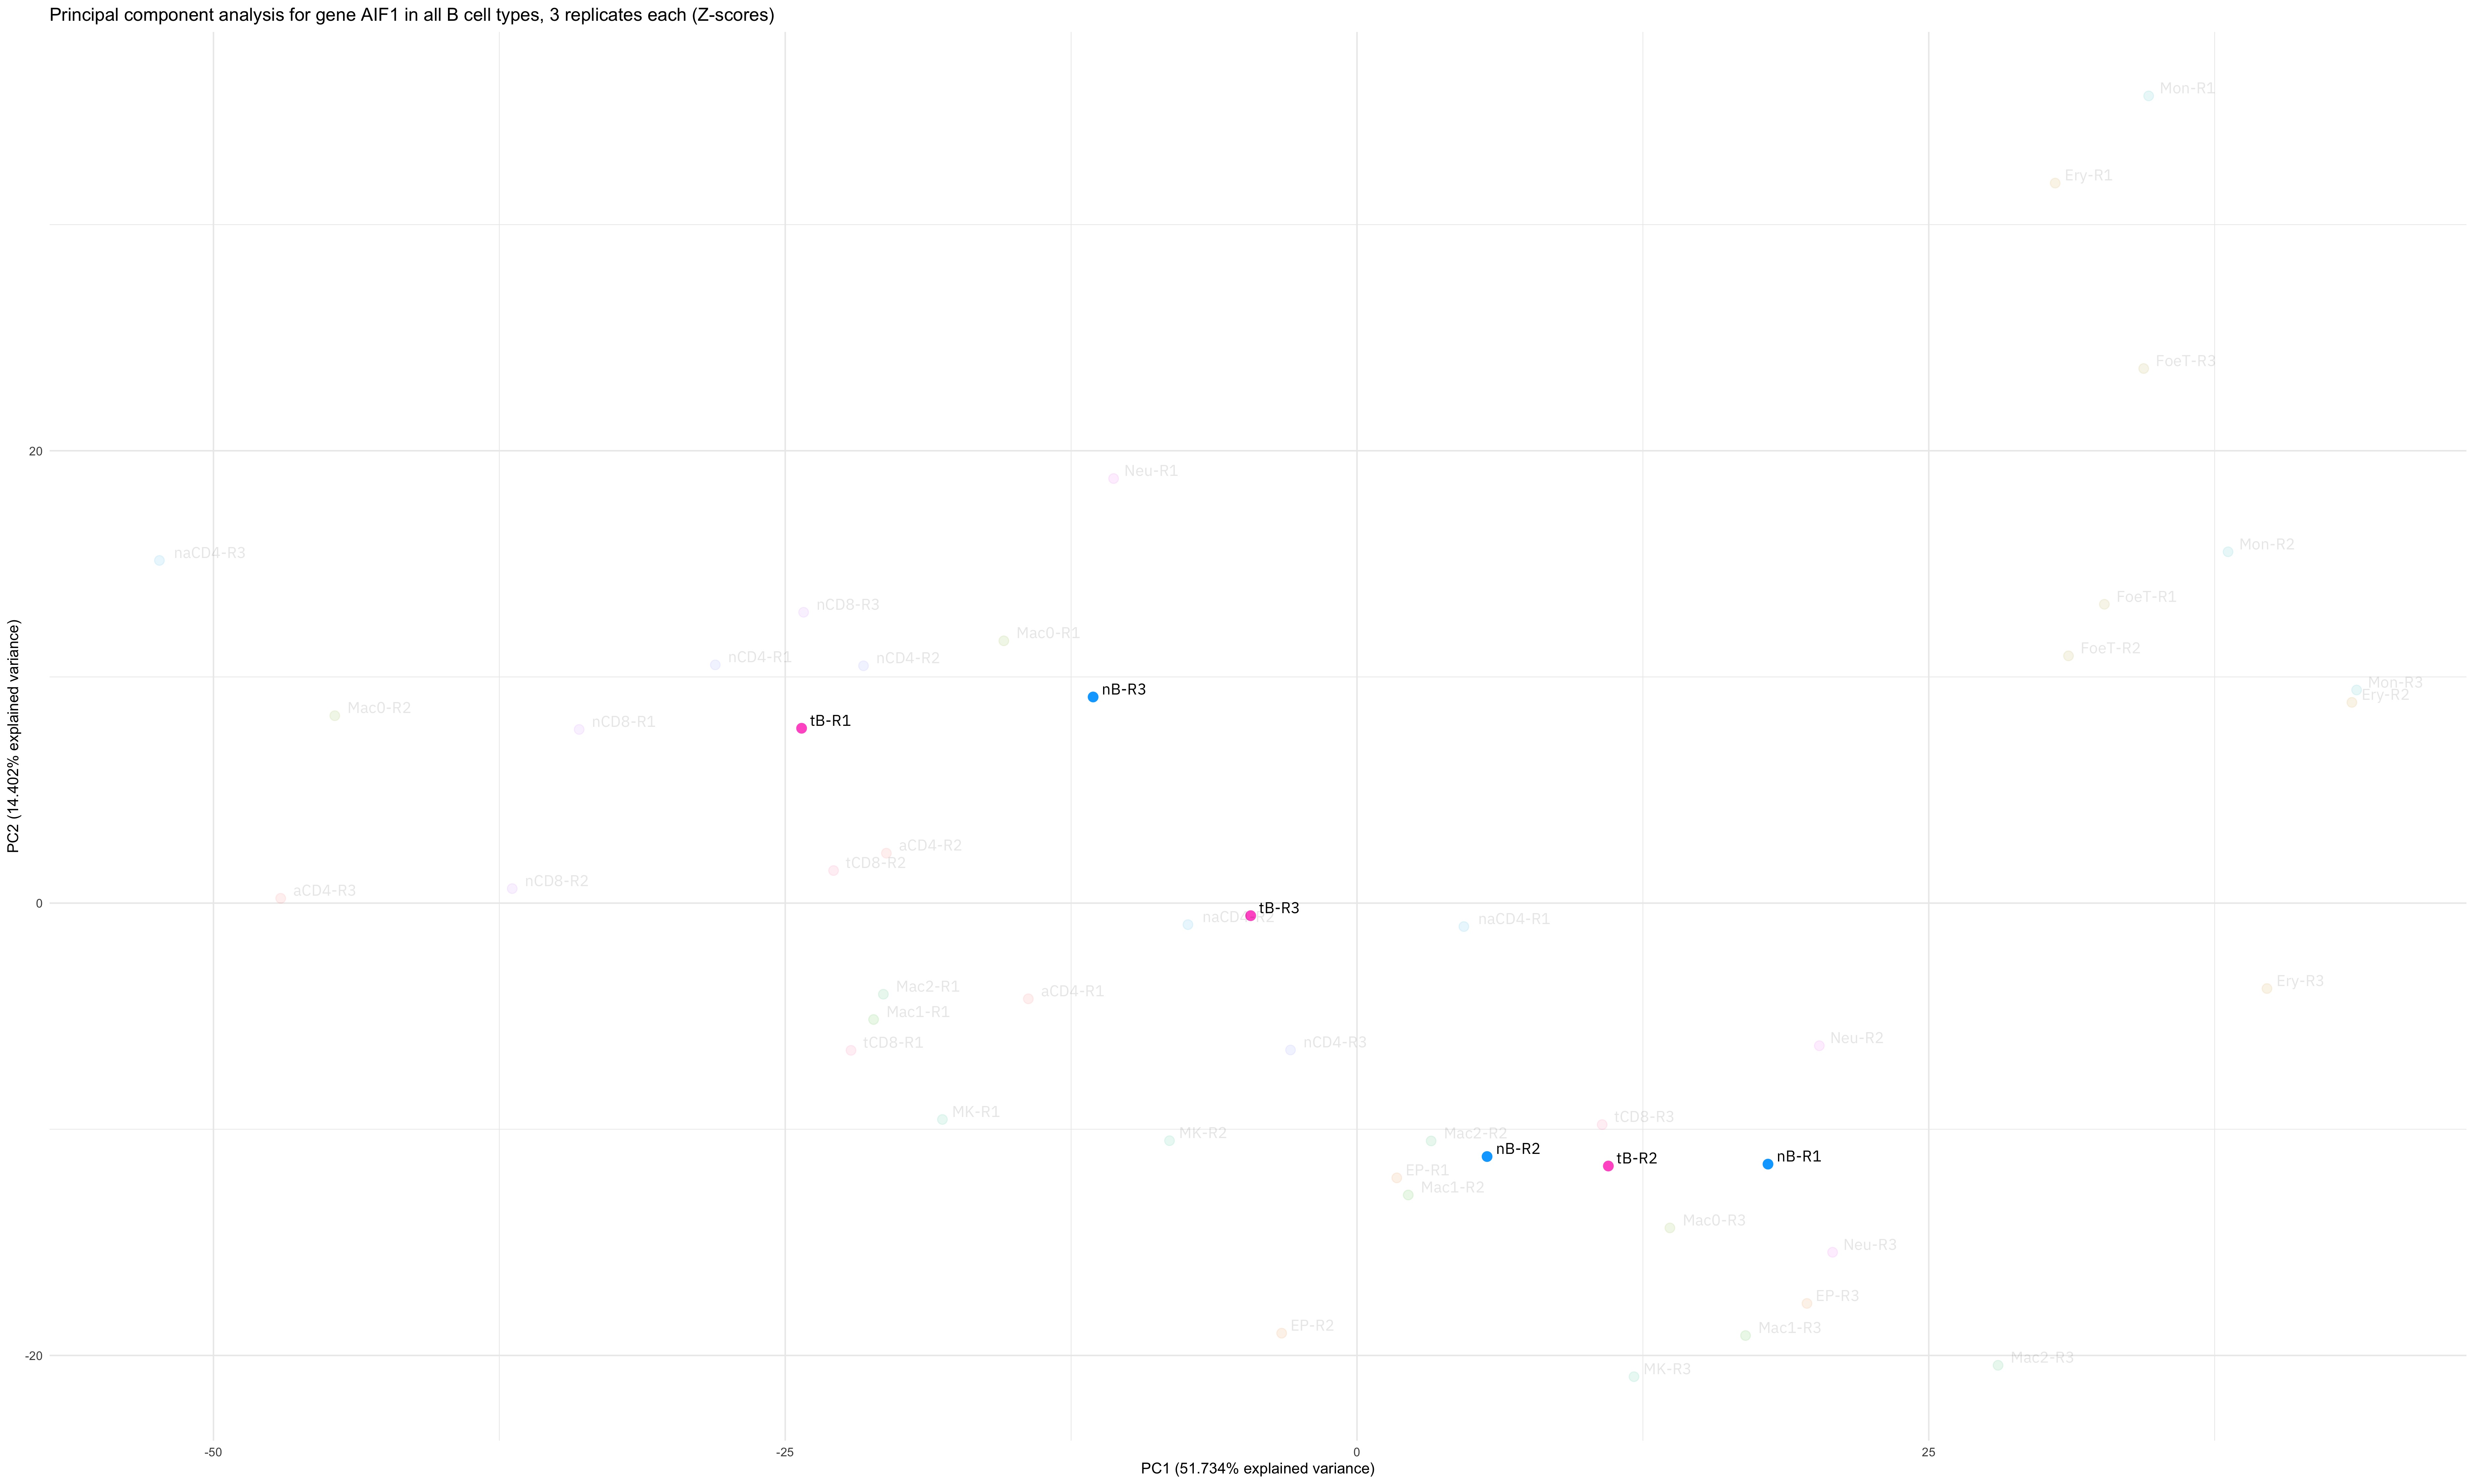 Principal component analysis for gene AIF1 in all B cell types, 3 replicates each (Z-scores)
Mon-R1
Ery-R1
FoeT-R3
20
Neu-R1
Mon-R2
naCD4-R3
FoeT-R1
nCD8-R3
Mac0-R1
FoeT-R2
nCD4-R1
nCD4-R2
Mon-R3
nB-R3
Ery-R2
Mac0-R2
tB-R1
nCD8-R1
PC2 (14.402% explained variance)
aCD4-R2
tCD8-R2
nCD8-R2
aCD4-R3
0
tB-R3
naCD4-R2
naCD4-R1
Ery-R3
Mac2-R1
aCD4-R1
Mac1-R1
Neu-R2
tCD8-R1
nCD4-R3
MK-R1
tCD8-R3
MK-R2
Mac2-R2
nB-R2
tB-R2
nB-R1
EP-R1
Mac1-R2
Mac0-R3
Neu-R3
EP-R3
EP-R2
Mac1-R3
-20
Mac2-R3
MK-R3
-50
-25
0
25
PC1 (51.734% explained variance)